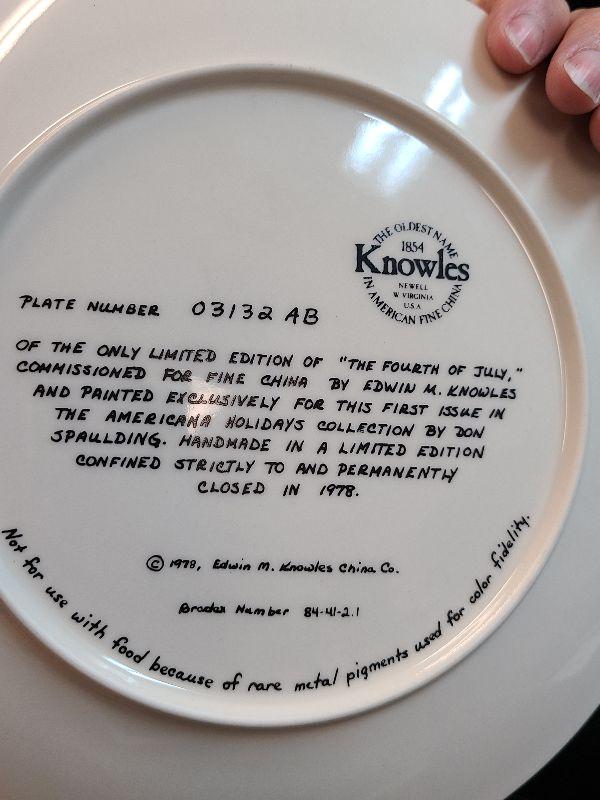 THE OLDEST NAME
1854
Knowles
NEWELL
W VIRGINIA
U.S.A
IN AMERICAN FINE CHINA
PLATE NUMBER 03132 AB
OF THE ONLY LIMITED EDITION OF "THE FOURTH OF JULY,"
COMMISSIONED FOR FINE CHINA BY EDWIN M. KNOWLES
AND PAINTED EXCLUSIVELY FOR THIS FIRST ISSUE IN
THE AMERICANA HOLIDAYS COLLECTION BY DON
SPAULDING. HANDMADE IN A LIMITED EDITION
CONFINED STRICTLY TO AND PERMANENTLY
CLOSED IN 1978.
© 1978, Edwin M. Knowles China Co.
Bradex Number 84-41-2.1
Not for use with food because of rare metal pigments used for color fidelity.